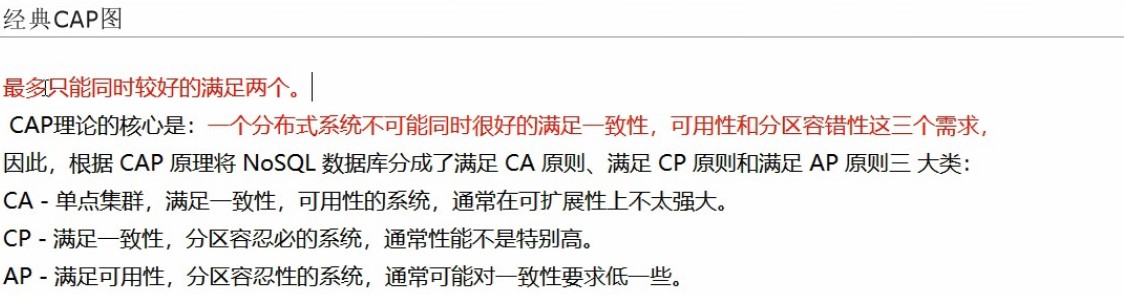 经典CAP图
最多只能同时较好的满足两个。
CAP理论的核心是：一个分布式系统不可能同时很好的满足一致性，可用性和分区容错性这三个需求，
因此，根据 CAP 原理将 NoSQL 数据库分成了满足 CA 原则、满足 CP 原则和满足 AP 原则三 大类：
CA - 单点集群，满足一致性，可用性的系统，通常在可扩展性上不太强大。
CP - 满足一致性，分区容忍必的系统，通常性能不是特别高。
AP - 满足可用性，分区容忍性的系统，通常可能对一致性要求低一些。